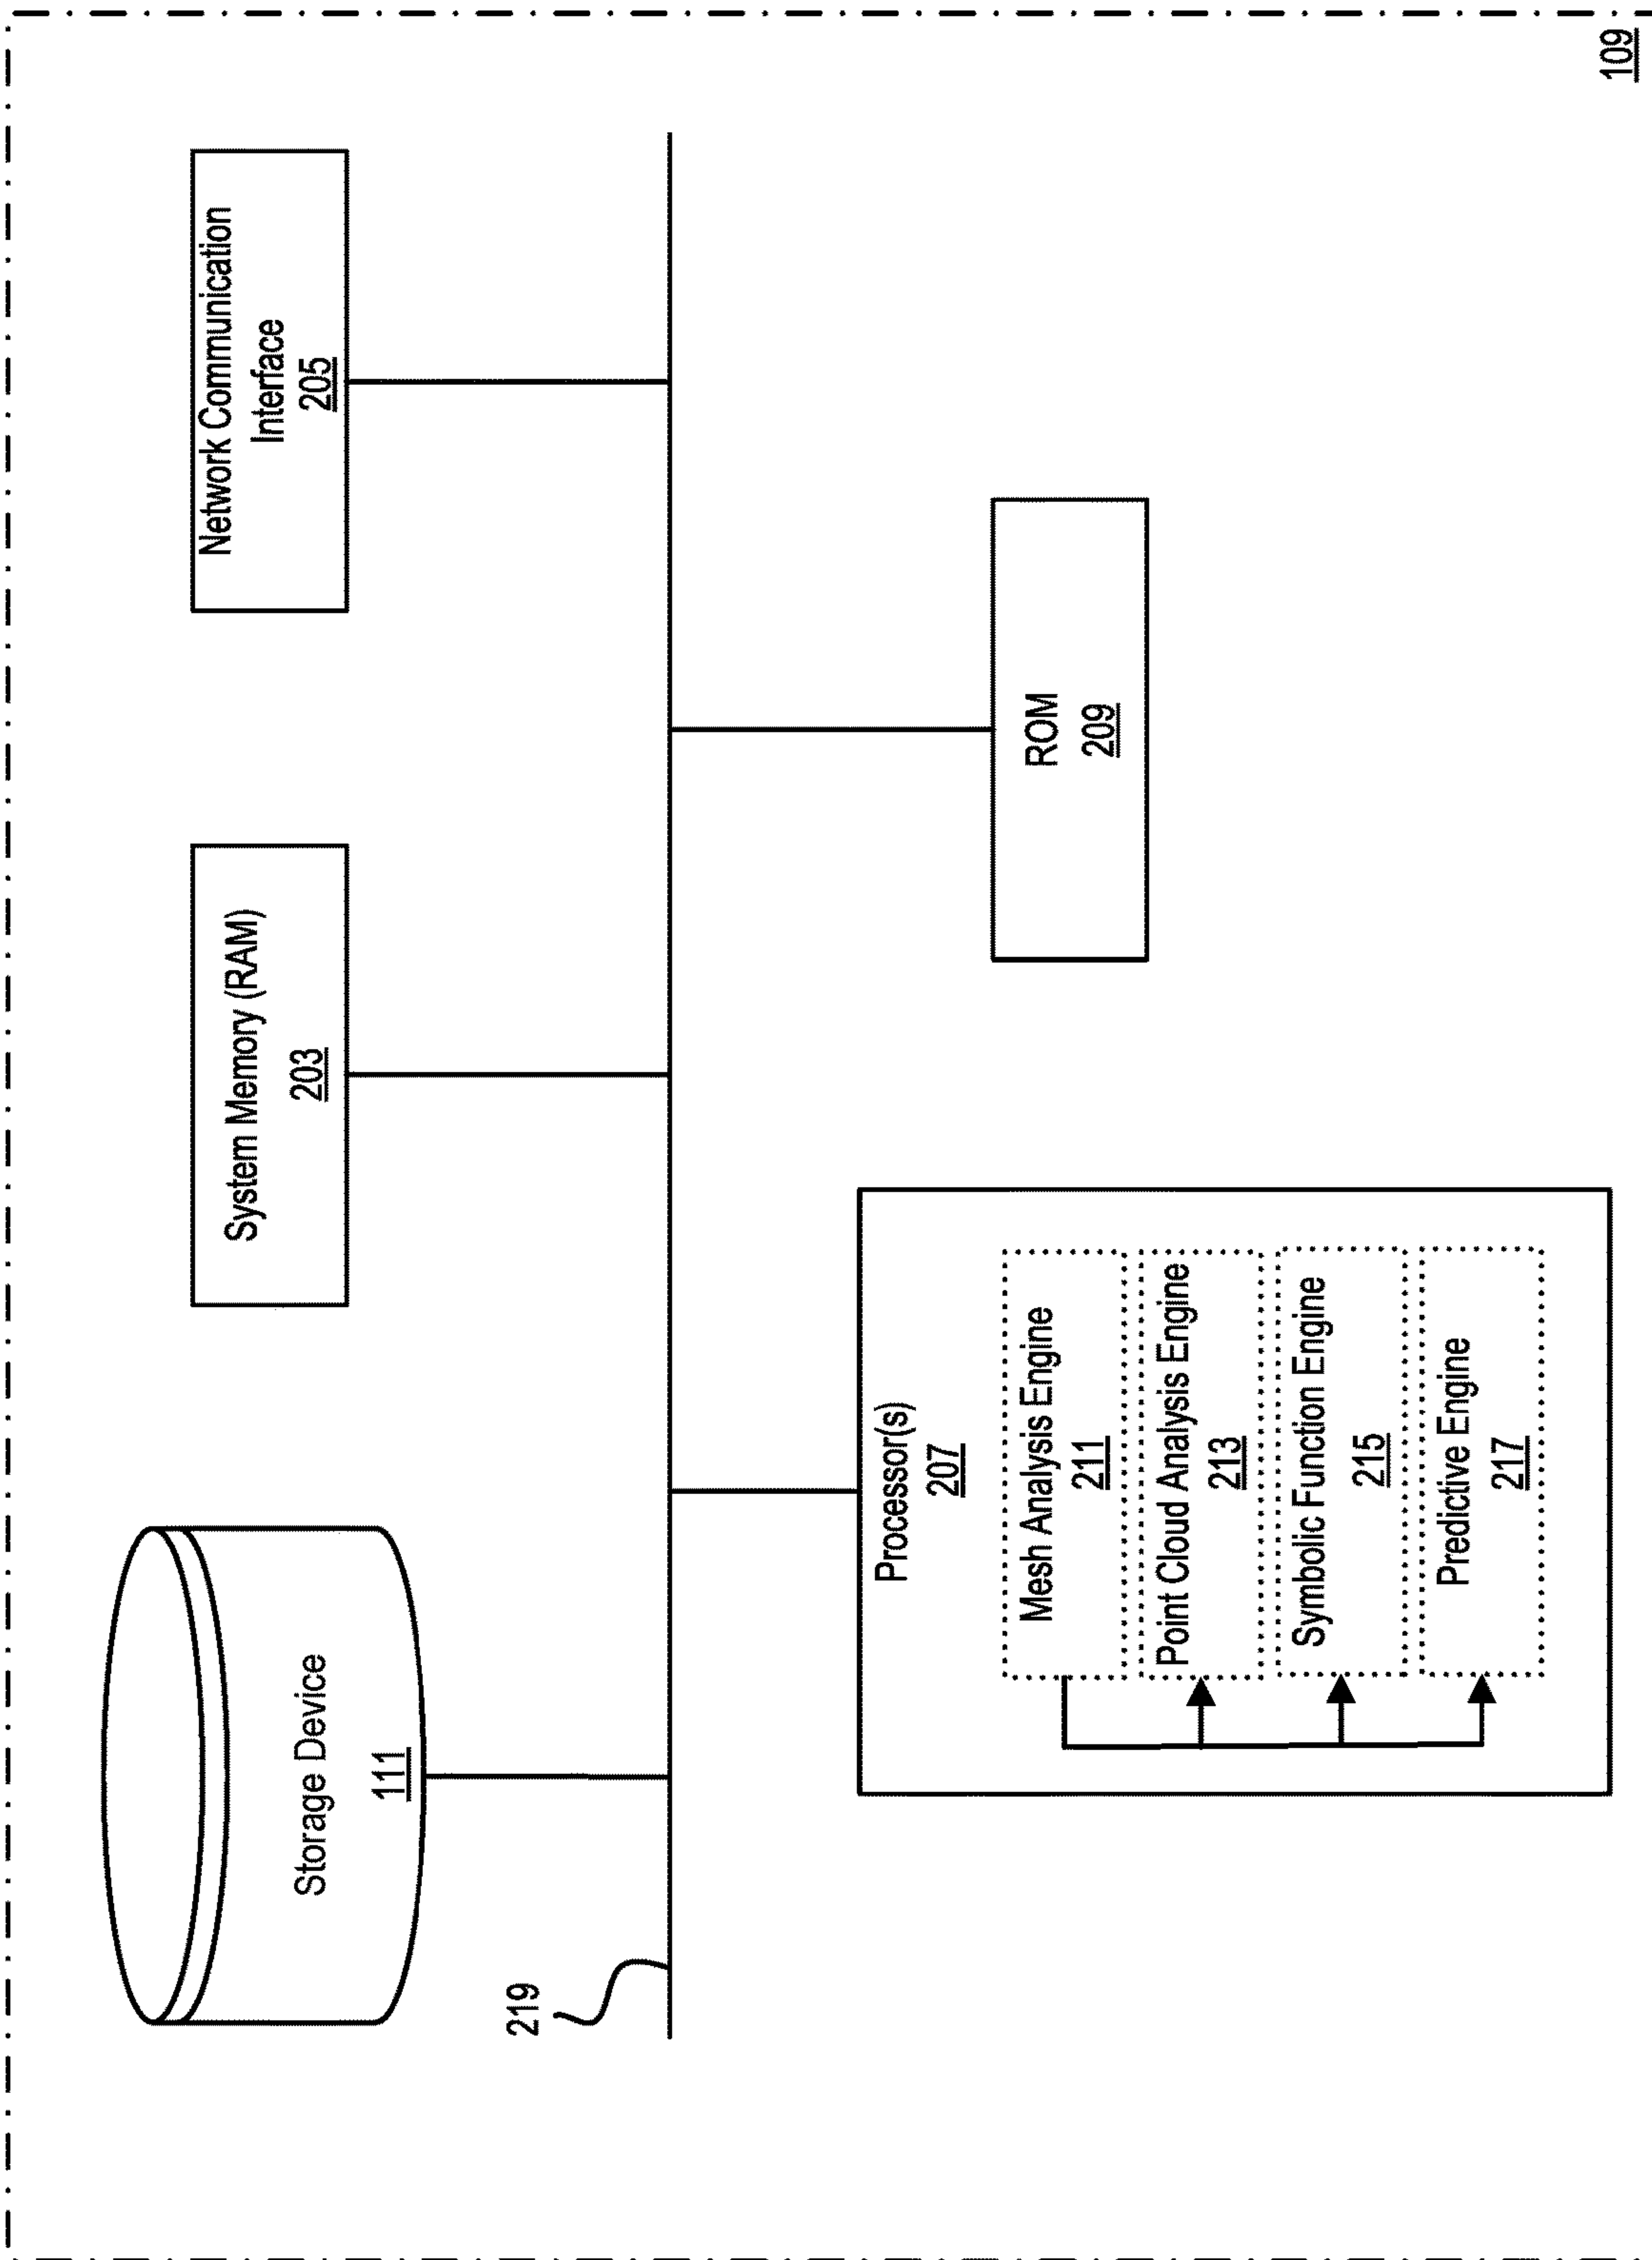 Storage Device
111
System Memory (RAM)
203
Network Communication
Interface
205
219
Processor(s)
207
Mesh Analysis Engine
211
Point Cloud Analysis Engine
213
Symbolic Function Engine
215
Predictive Engine
217
ROM
209
109